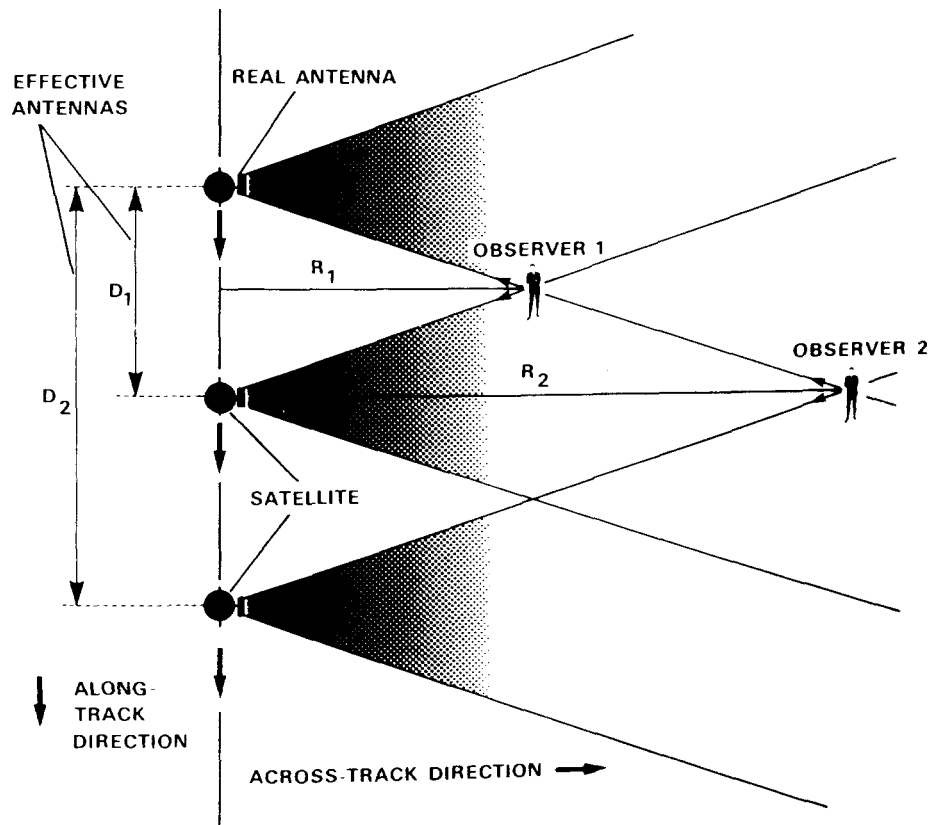 EFFECTIVE
ANTENNAS
REAL ANTENNA
OBSERVER 1
R1
D1
OBSERVER 2
R2
D2
SATELLITE
ALONG-
TRACK
DIRECTION
ACROSS-TRACK DIRECTION